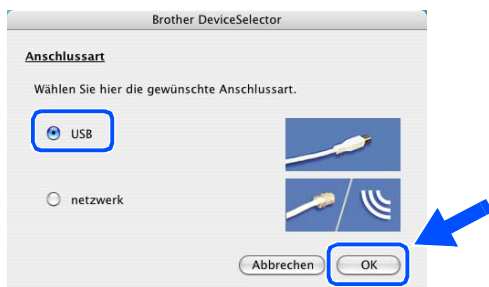 Brother DeviceSelector
Anschlussart
Wählen Sie hier die gewünschte Anschlussart.
USB
netzwerk
Abbrechen OK